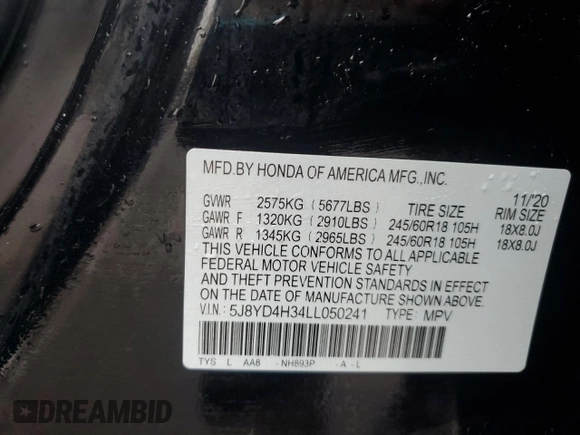 MFD.BY HONDA OF AMERICA MFG.,INC.
11/'20
GVWR 2575KG (5677LBS) TIRE SIZE RIM SIZE
GAWR F 1320KG (2910LBS) 245/60R18 105H 18X8.0J
GAWR R 1345KG (2965LBS) 245/60R18 105H 18X8.0J
THIS VEHICLE CONFORMS TO ALL APPLICABLE
FEDERAL MOTOR VEHICLE SAFETY
AND THEFT PREVENTION STANDARDS IN EFFECT
ON THE DATE OF MANUFACTURE SHOWN ABOVE.
V.I.N.: 5J8YD4H34LL050241 TYPE: MPV
TYS L AA8 -NH893P -A -L
DREAMBID